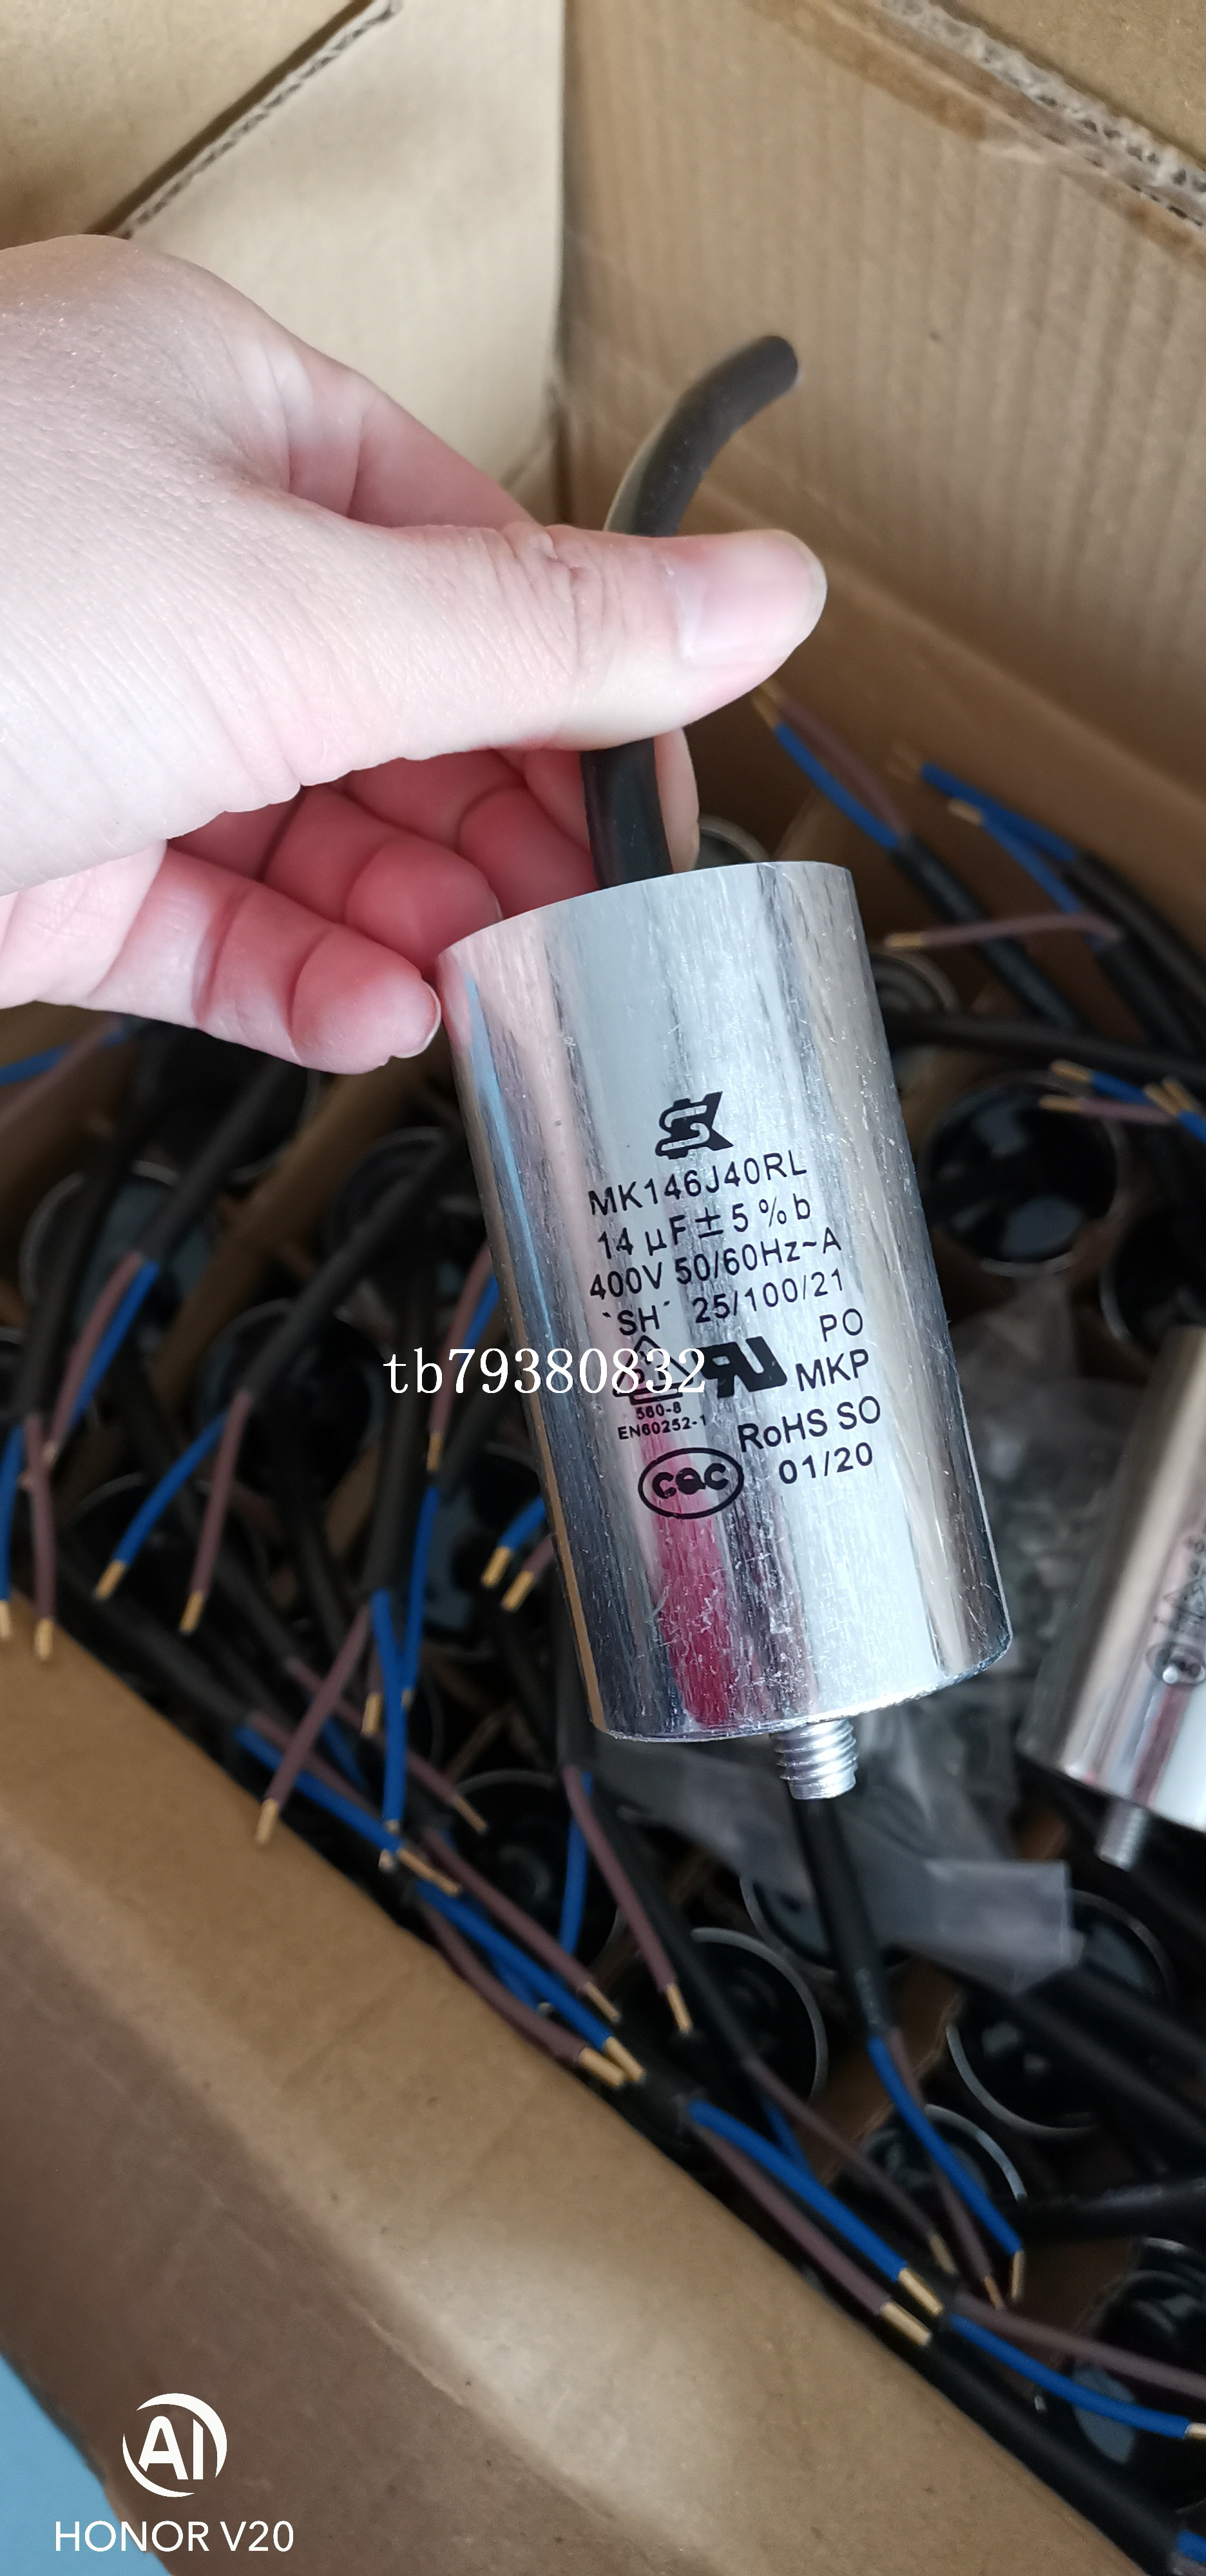 MK146J40RL
14 µF ± 5 % b
400V 50/60Hz~A
`SH´ 25/100/21
PO
MKP
560-8
EN60252-1
RoHS SO
01/20
CQC
tb79380832
AI
HONOR V20